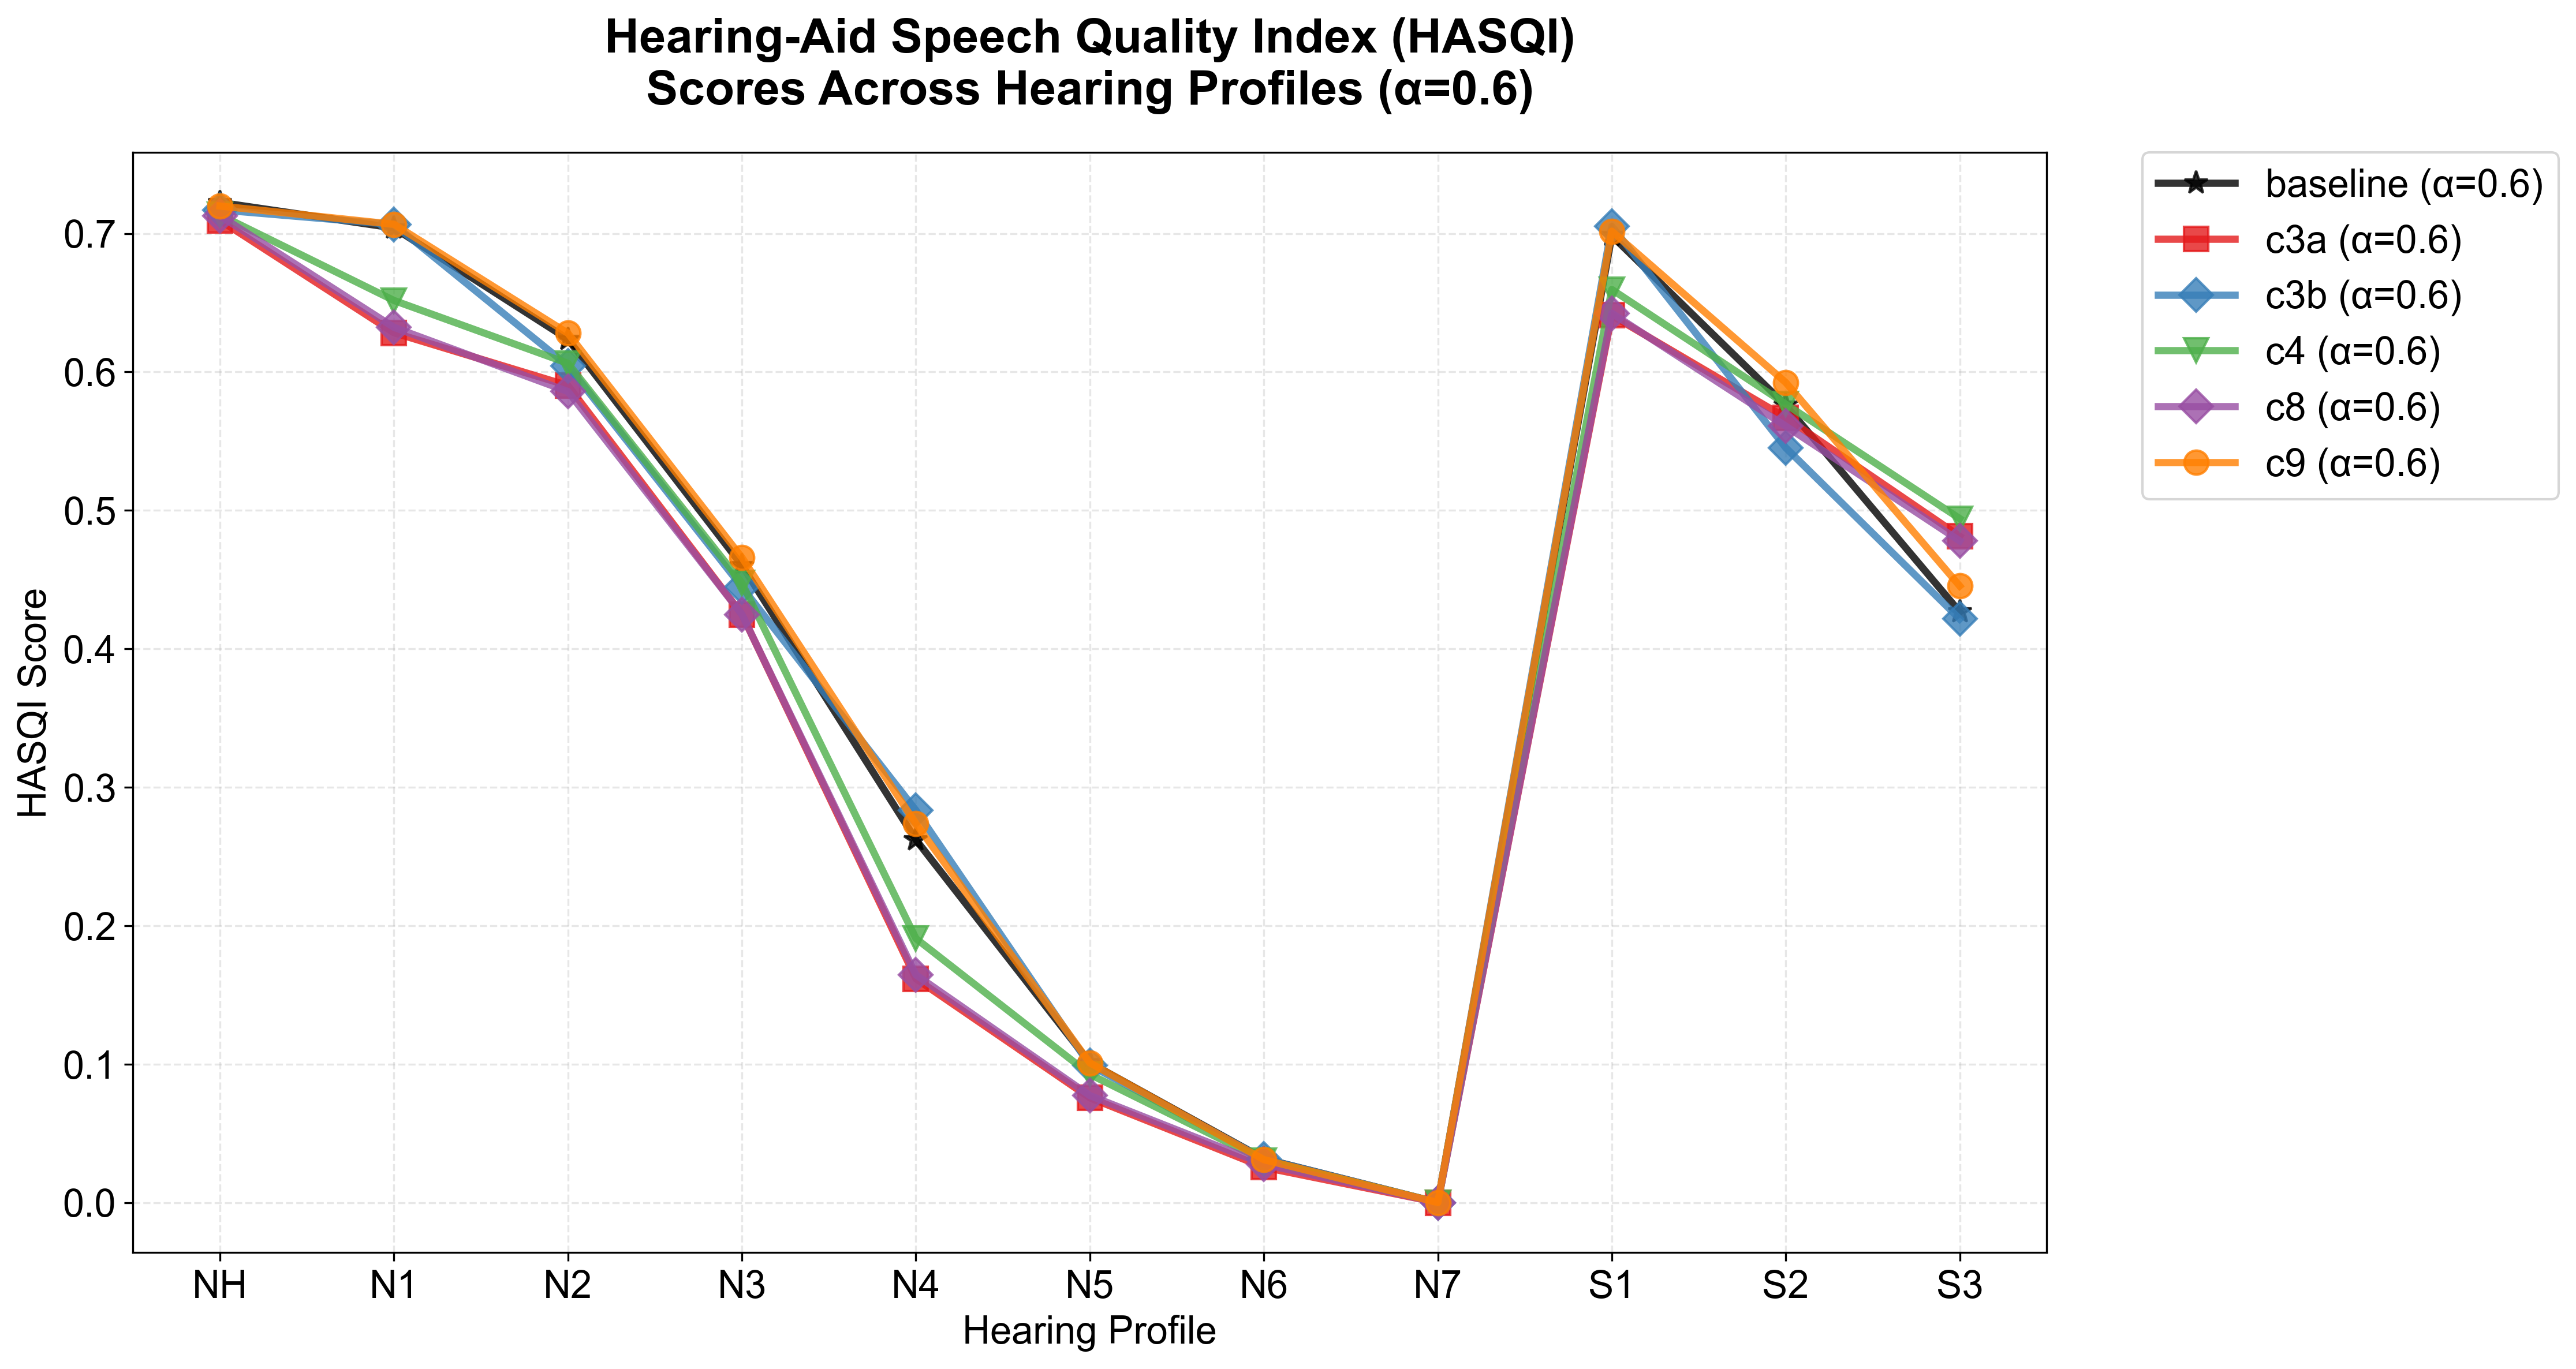 Hearing-Aid Speech Quality Index (HASQI)
Scores Across Hearing Profiles (α=0.6)
HASQI Score
0.7
0.6
0.5
0.4
0.3
0.2
0.1
0.0
NH N1 N2 N3 N4 N5 N6 N7 S1 S2 S3
Hearing Profile
baseline (α=0.6)
c3a (α=0.6)
c3b (α=0.6)
c4 (α=0.6)
c8 (α=0.6)
c9 (α=0.6)